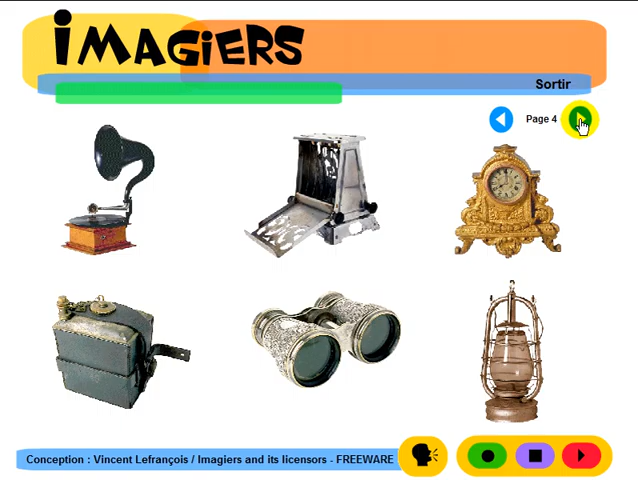 iMAGiERS
Sortir
Page 4
Conception : Vincent Lefrançois / Imagiers and its licensors - FREEWARE